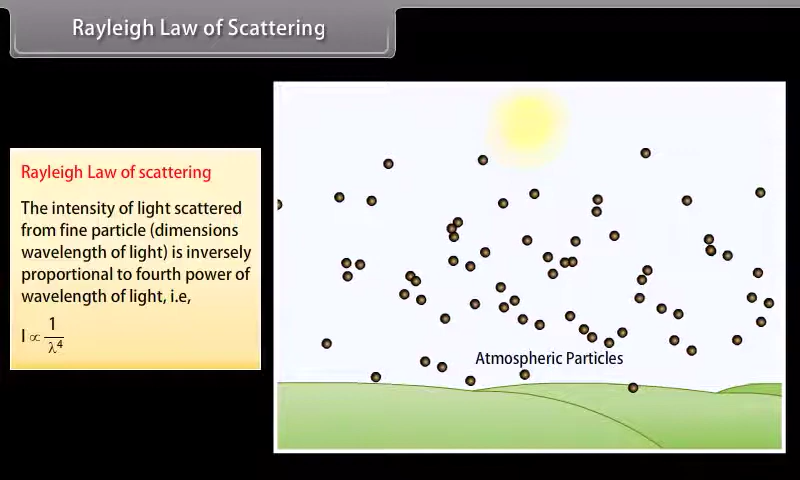 Rayleigh Law of Scattering
Rayleigh Law of scattering
The intensity of light scattered
from fine particle (dimensions
wavelength of light) is inversely
proportional to fourth power of
wavelength of light, i.e,
I ∝ 1/λ⁴
Atmospheric Particles